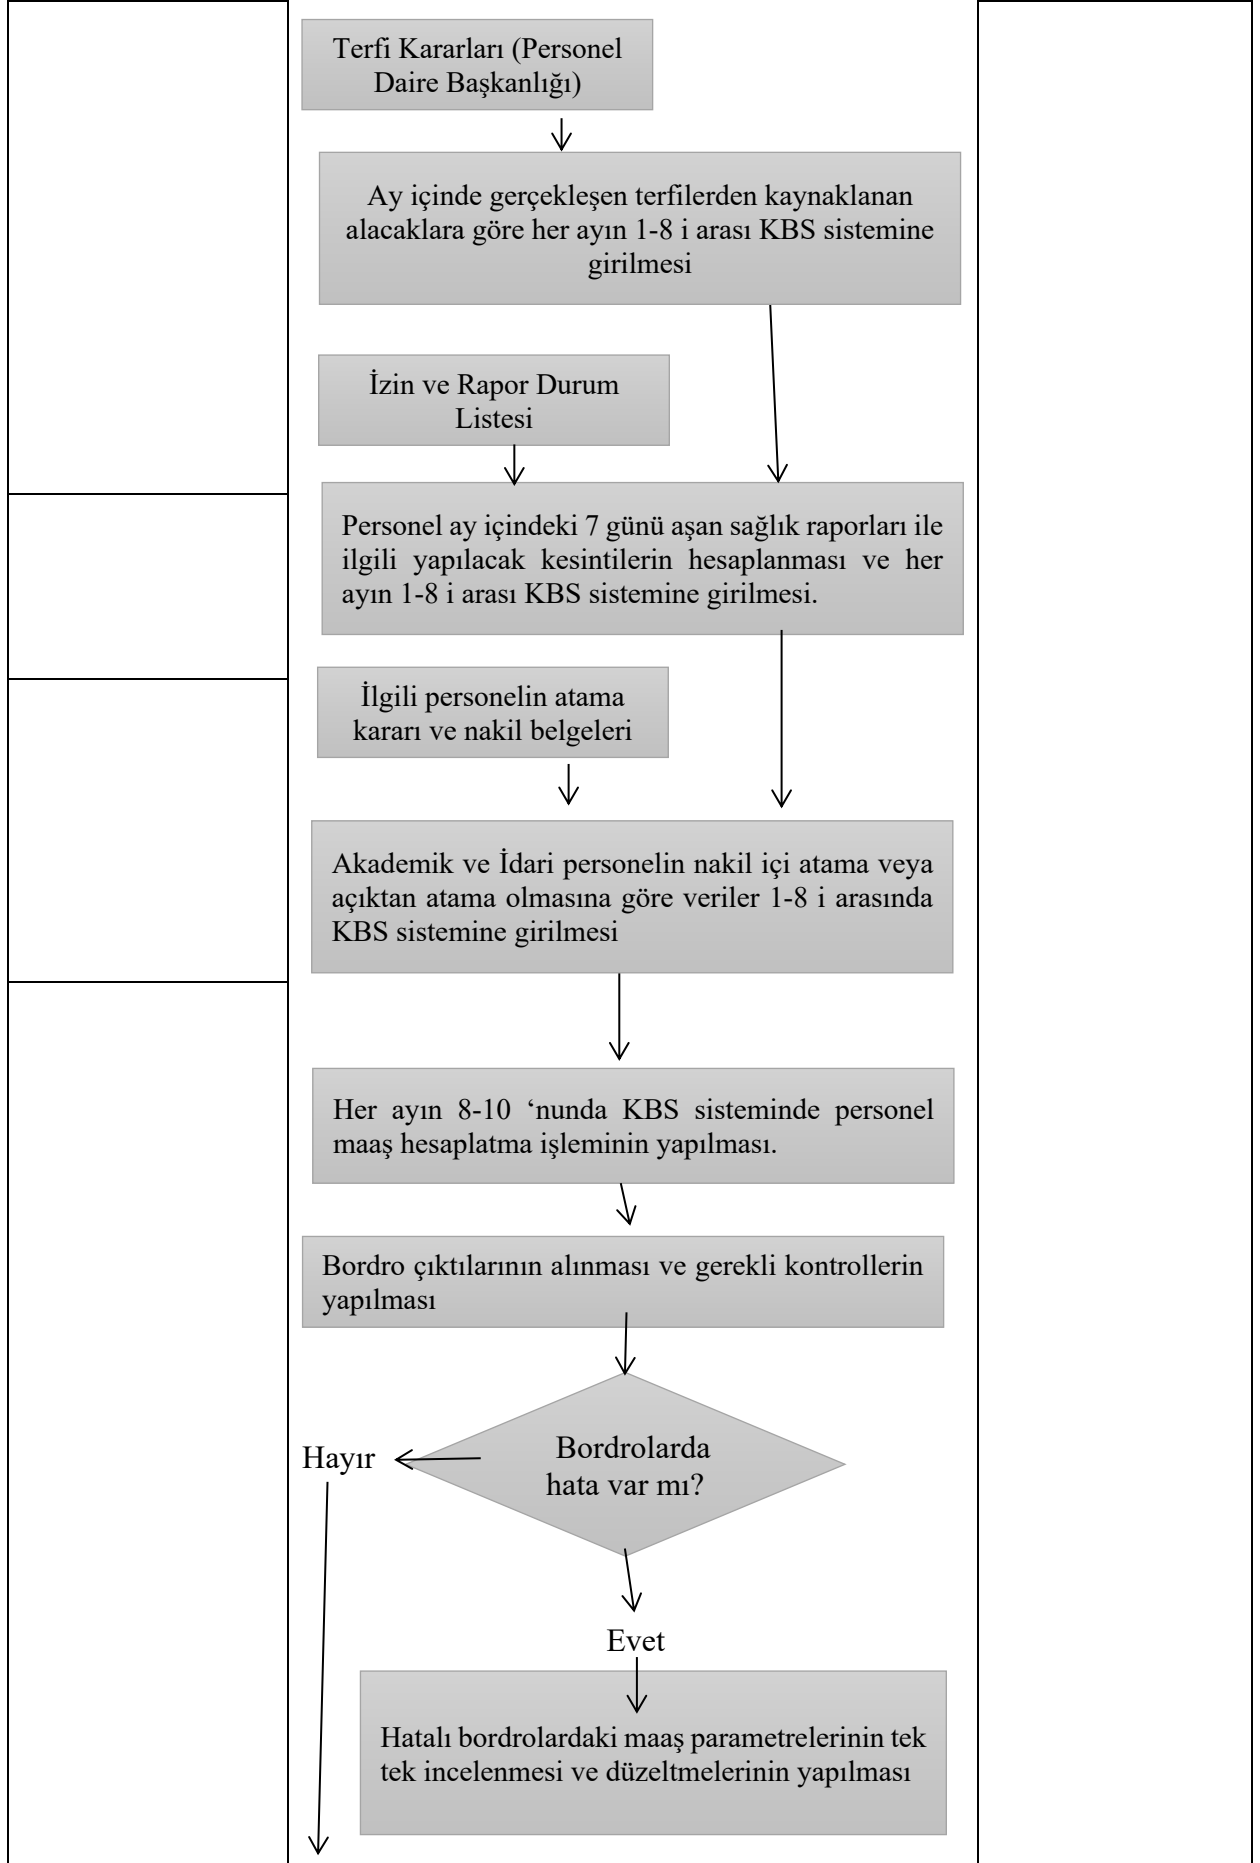 Terfi Kararları (Personel
Daire Başkanlığı)
Ay içinde gerçekleşen terfilerden kaynaklanan
alacaklara göre her ayın 1-8 i arası KBS sistemine
girilmesi
İzin ve Rapor Durum
Listesi
Personel ay içindeki 7 günü aşan sağlık raporları ile
ilgili yapılacak kesintilerin hesaplanması ve her
ayın 1-8 i arası KBS sistemine girilmesi.
İlgili personelin atama
kararı ve nakil belgeleri
Akademik ve İdari personelin nakil içi atama veya
açıktan atama olmasına göre veriler 1-8 i arasında
KBS sistemine girilmesi
Her ayın 8-10 ‘nunda KBS sisteminde personel
maaş hesaplatma işleminin yapılması.
Bordro çıktılarının alınması ve gerekli kontrollerin
yapılması
Bordrolarda
hata var mı?
Hayır
Evet
Hatalı bordrolardaki maaş parametrelerinin tek
tek incelenmesi ve düzeltmelerinin yapılması